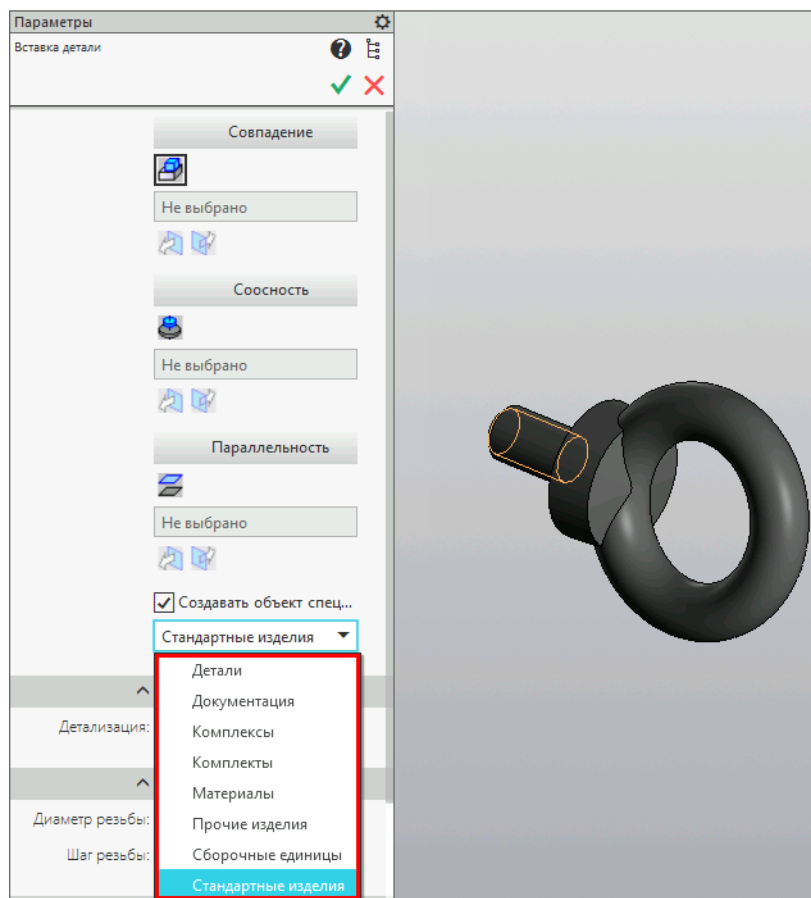 Параметры
Вставка детали
Совпадение
Не выбрано
Соосность
Не выбрано
Параллельность
Не выбрано
Создавать объект спец...
Стандартные изделия
Детали
Документация
Детализация:
Комплексы
Комплекты
Материалы
Диаметр резьбы:
Прочие изделия
Шаг резьбы:
Сборочные единицы
Стандартные изделия